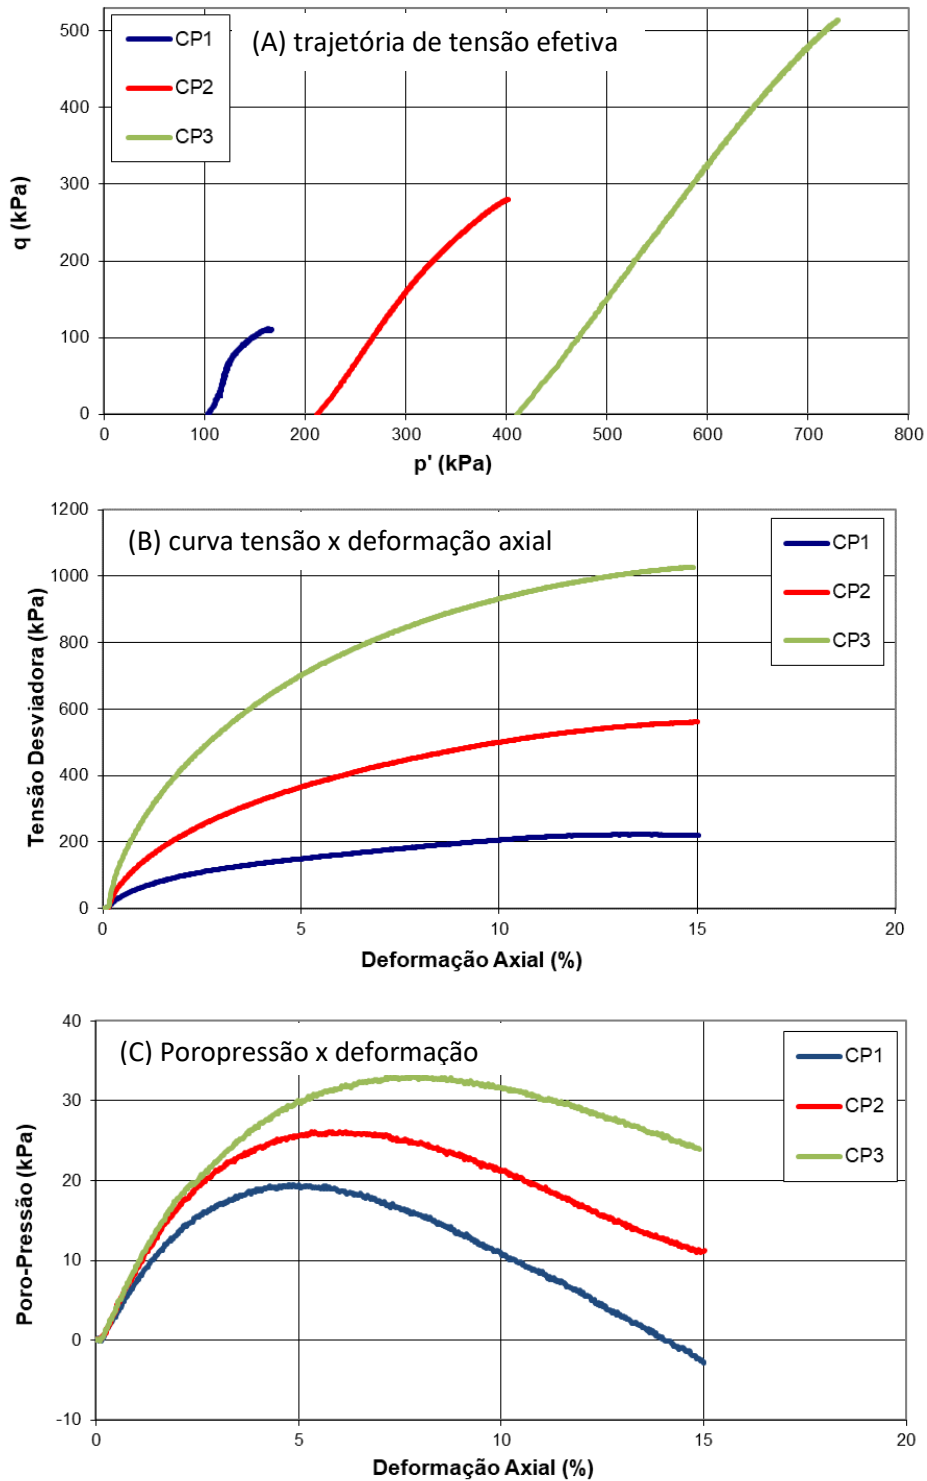 (A) trajetória de tensão efetiva
CP1
CP2
CP3
q (kPa)
500
400
300
200
100
0
0 100 200 300 400 500 600 700 800
p' (kPa)
(B) curva tensão x deformação axial
CP1
CP2
CP3
Tensão Desviadora (kPa)
1200
1000
800
600
400
200
0
0 5 10 15 20
Deformação Axial (%)
(C) Poropressão x deformação
CP1
CP2
CP3
Poro-Pressão (kPa)
40
30
20
10
0
-10
0 5 10 15 20
Deformação Axial (%)